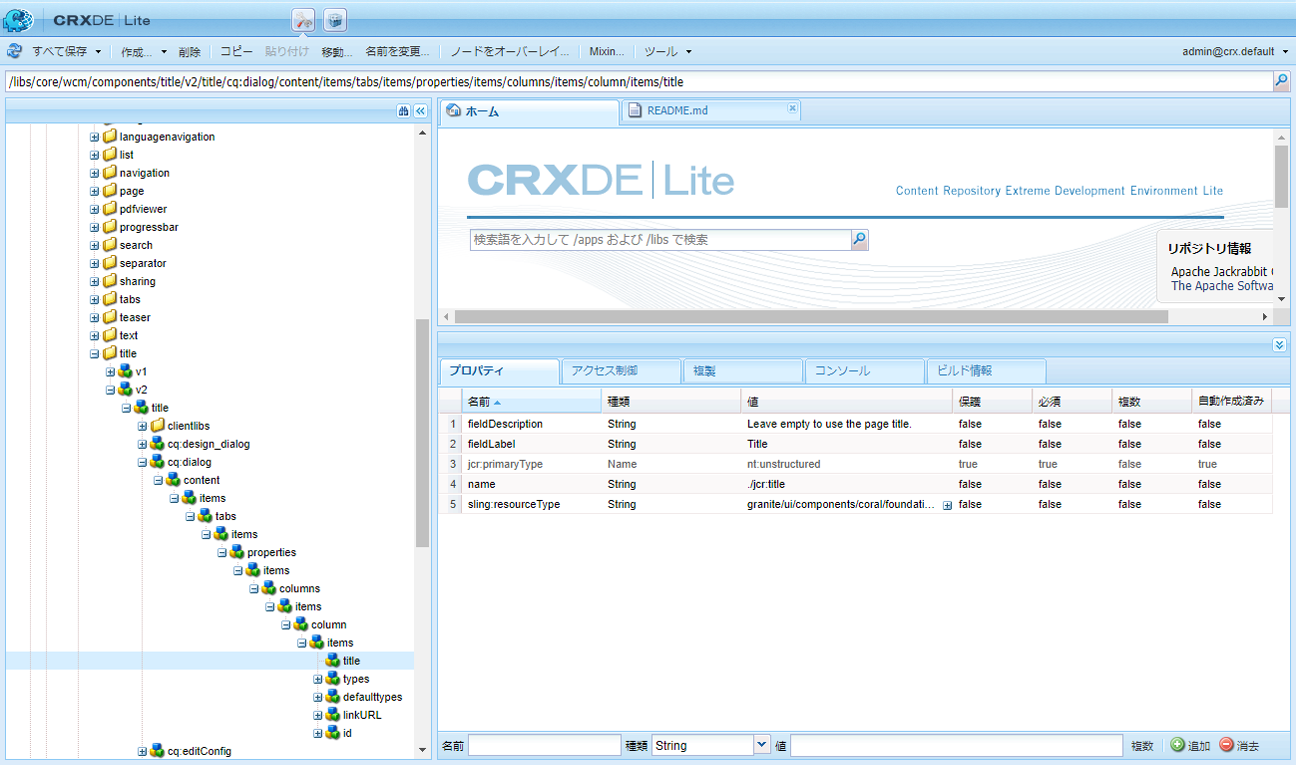 CRXDE | Lite
すべて保存 作成... 削除 コピー 貼り付け 移動... 名前を変更... ノードをオーバーレイ... Mixin... ツール admin@crx.default
/libs/core/wcm/components/title/v2/title/cq:dialog/content/items/tabs/items/properties/items/columns/items/column/items/title
languagenavigation
list
navigation
page
pdfviewer
progressbar
search
separator
sharing
tabs
teaser
text
title
v1
v2
title
clientlibs
cq:design_dialog
cq:dialog
content
items
tabs
items
properties
items
columns
items
column
items
title
types
defaulttypes
linkURL
id
cq:editConfig
ホーム README.md
CRXDE | Lite
Content Repository Extreme Development Environment Lite
検索語を入力して /apps および /libs で検索
リポジトリ情報
Apache Jackrabbit
The Apache Softwa
プロパティ アクセス制御 複製 コンソール ビルド情報
名前 種類 値 保護 必須 複数 自動作成済み
1 fieldDescription String Leave empty to use the page title. false false false false
2 fieldLabel String Title false false false false
3 jcr:primaryType Name nt:unstructured true true false true
4 name String ./jcr:title false false false false
5 sling:resourceType String granite/ui/components/coral/foundati... false false false false
名前 種類 String 値 複数 追加 消去